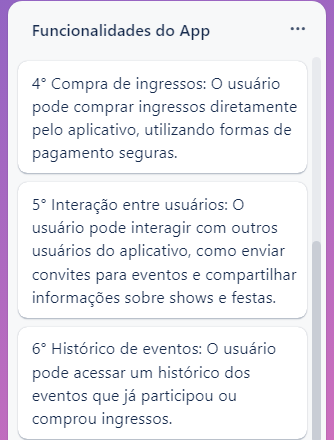 Funcionalidades do App
4° Compra de ingressos: O usuário
pode comprar ingressos diretamente
pelo aplicativo, utilizando formas de
pagamento seguras.
5° Interação entre usuários: O
usuário pode interagir com outros
usuários do aplicativo, como enviar
convites para eventos e compartilhar
informações sobre shows e festas.
6° Histórico de eventos: O usuário
pode acessar um histórico dos
eventos que já participou ou
comprou ingressos.